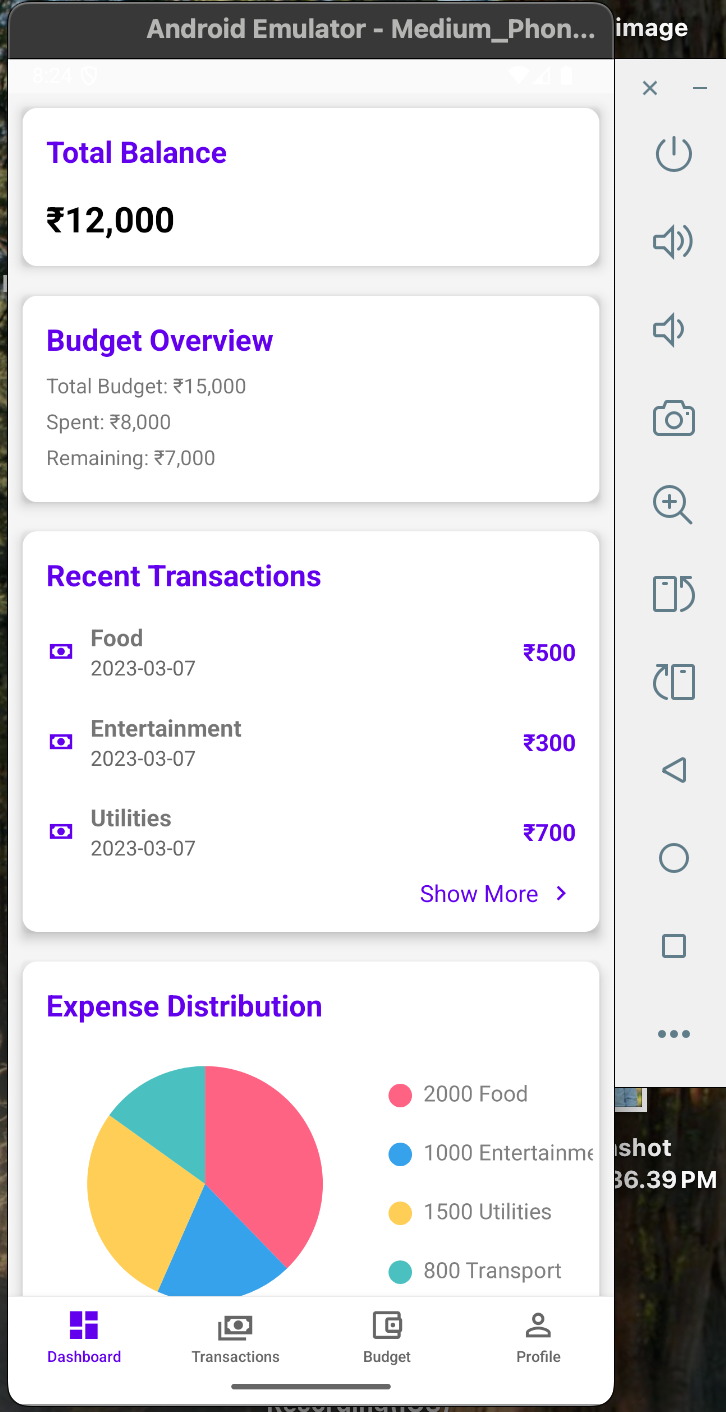 Android Emulator - Medium_Phon...
image
8:24
Total Balance
₹12,000
Budget Overview
Total Budget: ₹15,000
Spent: ₹8,000
Remaining: ₹7,000
Recent Transactions
Food
2023-03-07
₹500
Entertainment
2023-03-07
₹300
Utilities
2023-03-07
₹700
Show More
Expense Distribution
2000 Food
1000 Entertainme
1500 Utilities
800 Transport
nshot
36.39 PM
Dashboard
Transactions
Budget
Profile